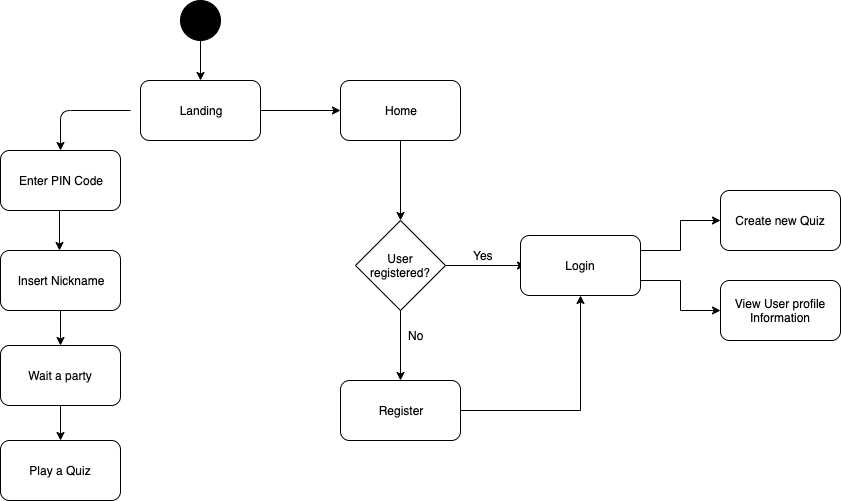 Landing
Home
Enter PIN Code
Insert Nickname
Wait a party
Play a Quiz
User
registered?
Yes
No
Register
Login
Create new Quiz
View User profile
Information